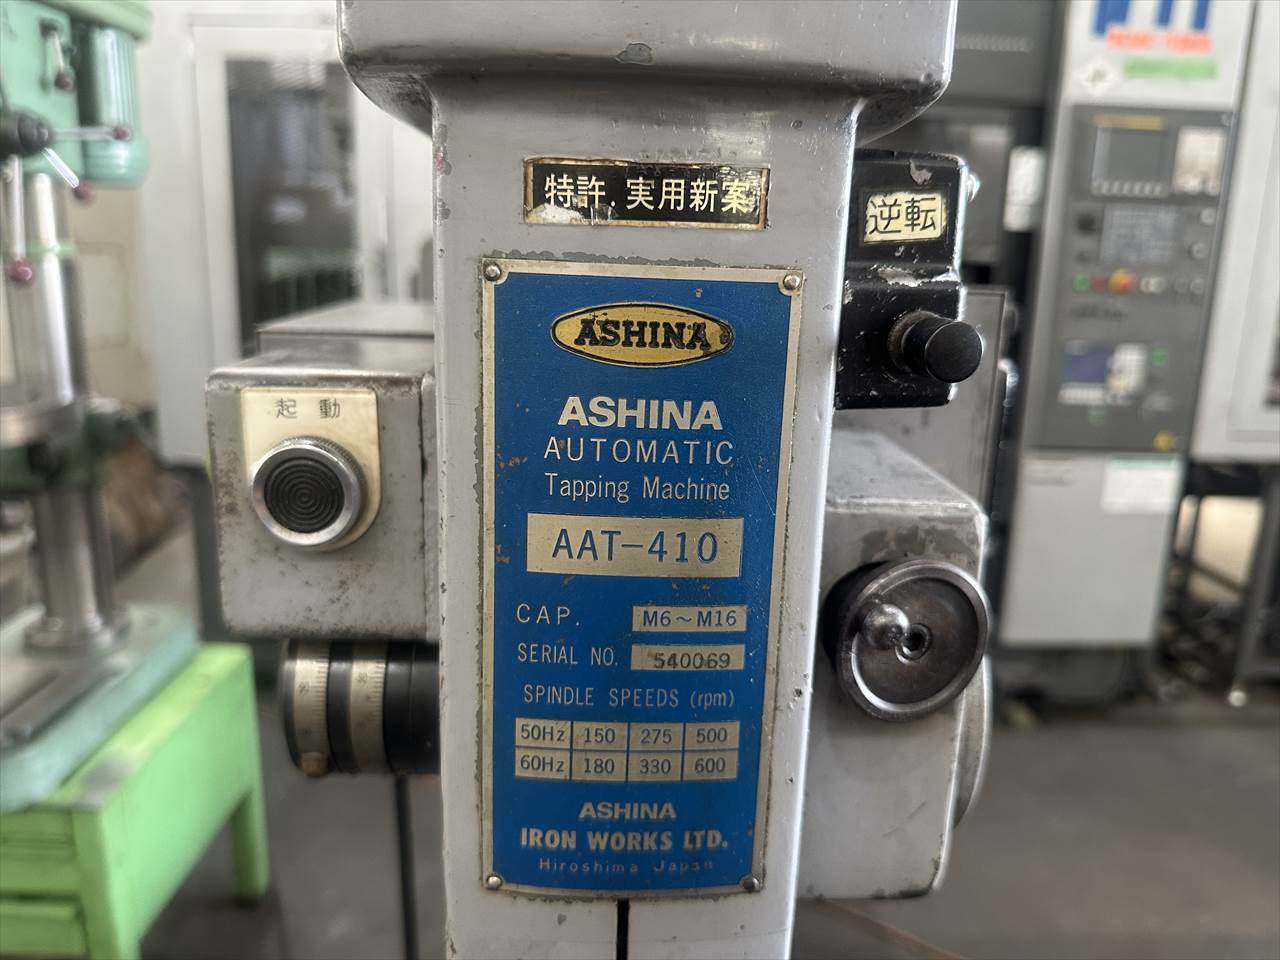 特許.実用新案
逆転
起動
ASHINA
ASHINA
AUTOMATIC
Tapping Machine
AAT-410
CAP. M6~M16
SERIAL NO. 540069
SPINDLE SPEEDS (rpm)
50Hz 150 275 500
60Hz 180 330 600
ASHINA
IRON WORKS LTD.
Hiroshima Japan